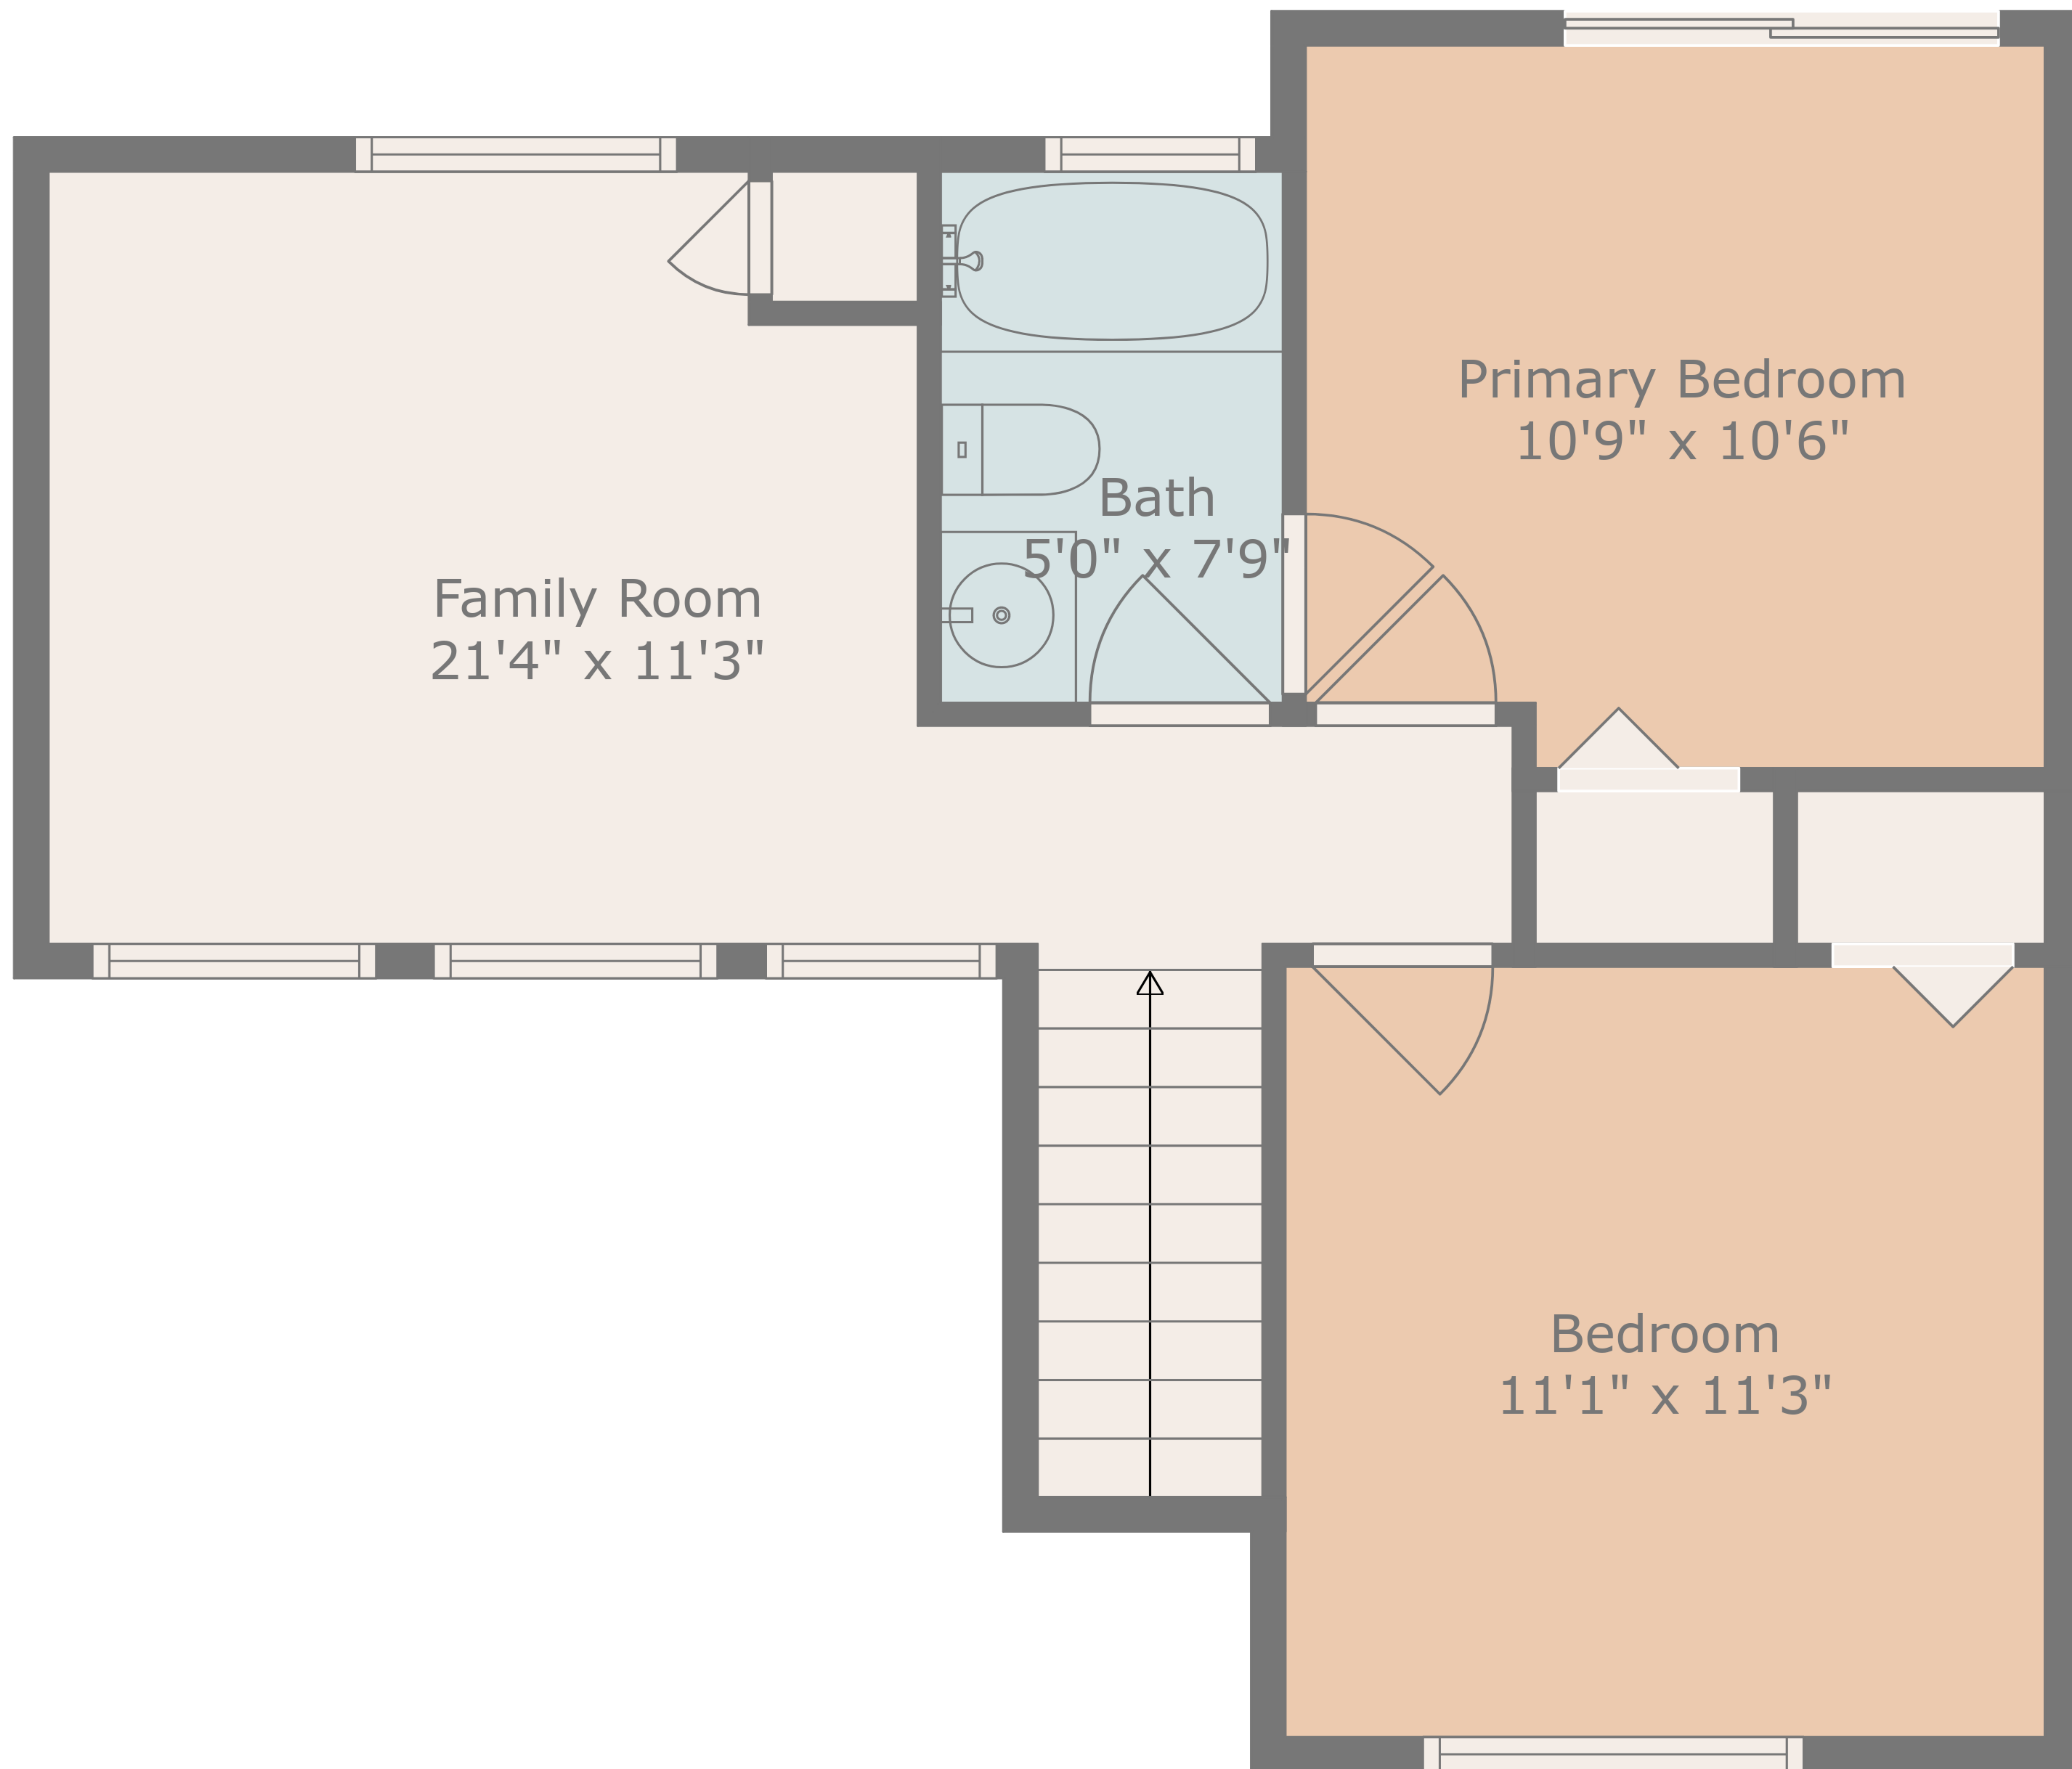 Primary Bedroom
10'9" x 10'6"
Bath
5'0" x 7'9"
Family Room
21'4" x 11'3"
Bedroom
11'1" x 11'3"